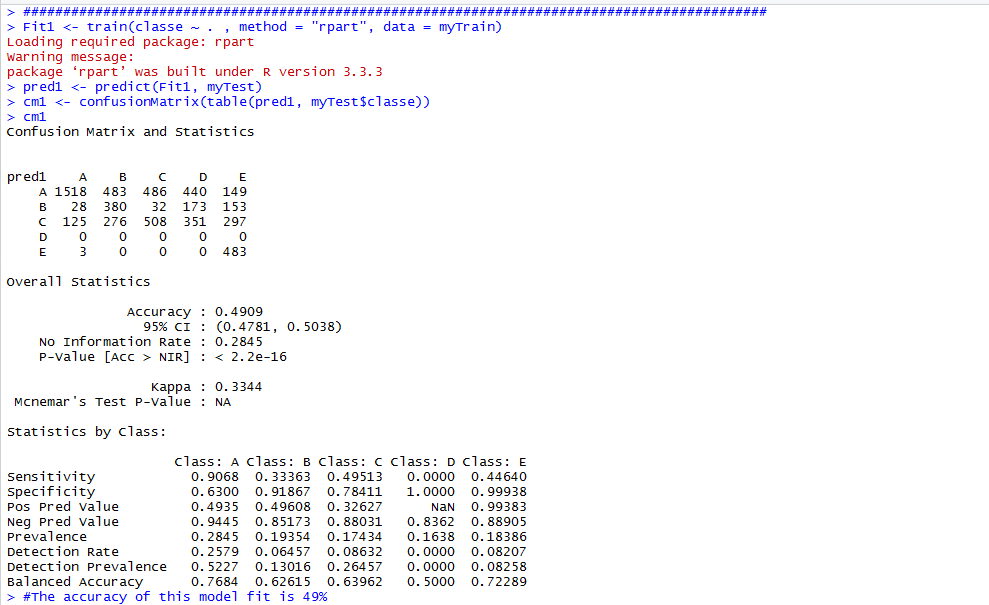 > #############################################################################################
> Fit1 <- train(classe ~ . , method = "rpart", data = myTrain)
Loading required package: rpart
Warning message:
package ‘rpart’ was built under R version 3.3.3
> pred1 <- predict(Fit1, myTest)
> cm1 <- confusionMatrix(table(pred1, myTest$classe))
> cm1
Confusion Matrix and Statistics
pred1    A    B    C    D    E
    A 1518  483  486  440  149
    B   28  380   32  173  153
    C  125  276  508  351  297
    D    0    0    0    0    0
    E    3    0    0    0  483
Overall Statistics
               Accuracy : 0.4909
                 95% CI : (0.4781, 0.5038)
    No Information Rate : 0.2845
    P-Value [Acc > NIR] : < 2.2e-16
                  Kappa : 0.3344
 Mcnemar's Test P-Value : NA
Statistics by Class:
                     Class: A Class: B Class: C Class: D Class: E
Sensitivity            0.9068  0.33363  0.49513   0.0000  0.44640
Specificity            0.6300  0.91867  0.78411   1.0000  0.99938
Pos Pred Value         0.4935  0.49608  0.32627      NaN  0.99383
Neg Pred Value         0.9445  0.85173  0.88031   0.8362  0.88905
Prevalence             0.2845  0.19354  0.17434   0.1638  0.18386
Detection Rate         0.2579  0.06457  0.08632   0.0000  0.08207
Detection Prevalence   0.5227  0.13016  0.26457   0.0000  0.08258
Balanced Accuracy      0.7684  0.62615  0.63962   0.5000  0.72289
> #The accuracy of this model fit is 49%